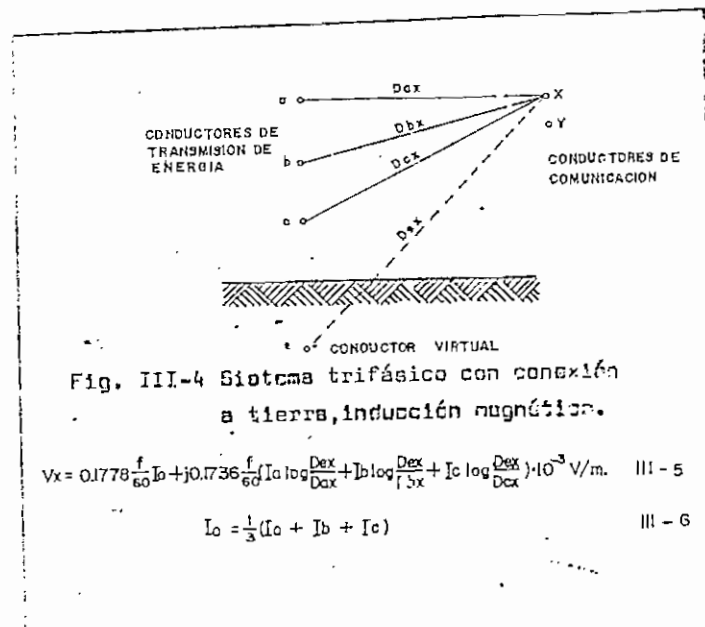 a
Dax
X
Y
CONDUCTORES DE
TRANSMISION DE
ENERGIA
b
Dbx
Dcx
CONDUCTORES DE
COMUNICACION
c
Dex
CONDUCTOR VIRTUAL
Fig. III-4 Sistema trifásico con conexión
a tierra, inducción magnética.
Vx = 0.1778 f/60 Io + j0.1736 f/60 (Ia log Dex/Dax + Ib log Dex/Dbx + Ic log Dex/Dcx)·10⁻³ V/m. III - 5
Io = 1/3 (Ia + Ib + Ic) III - 6